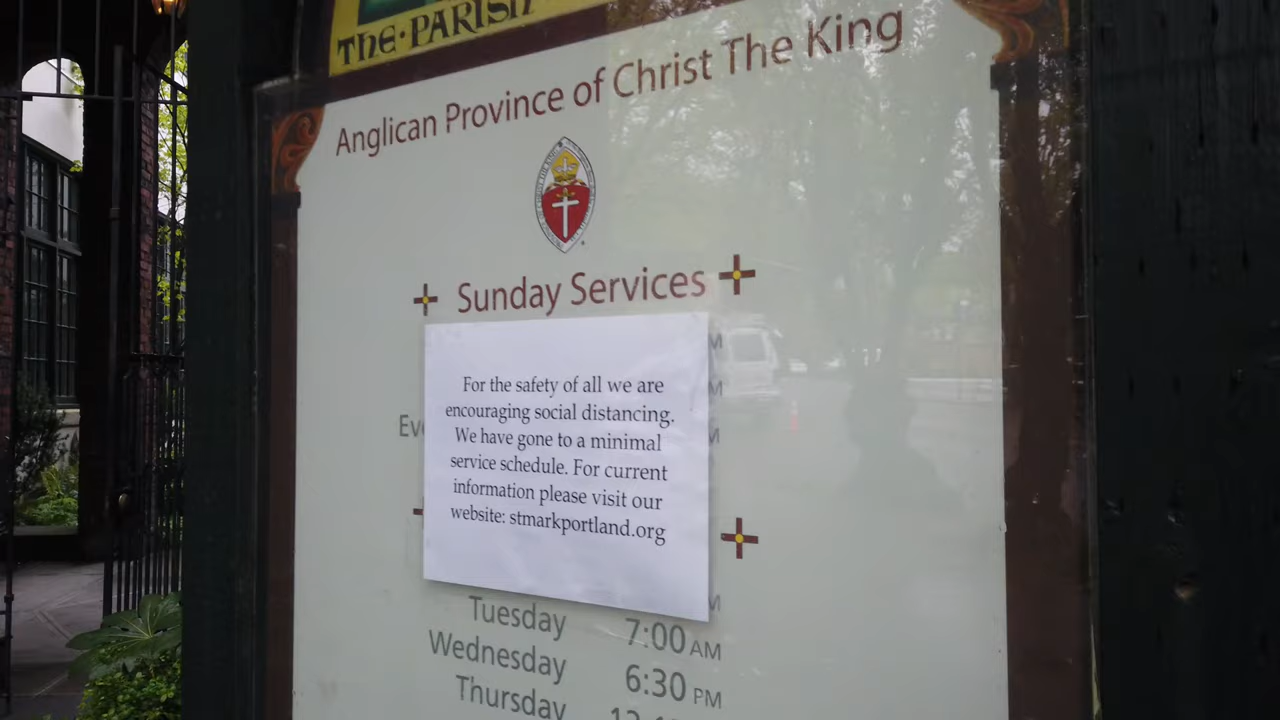 THE·PARISH
Anglican Province of Christ The King
Sunday Services
For the safety of all we are
encouraging social distancing.
We have gone to a minimal
service schedule. For current
information please visit our
website: stmarkportland.org
Tuesday 7:00 AM
Wednesday 6:30 PM
Thursday